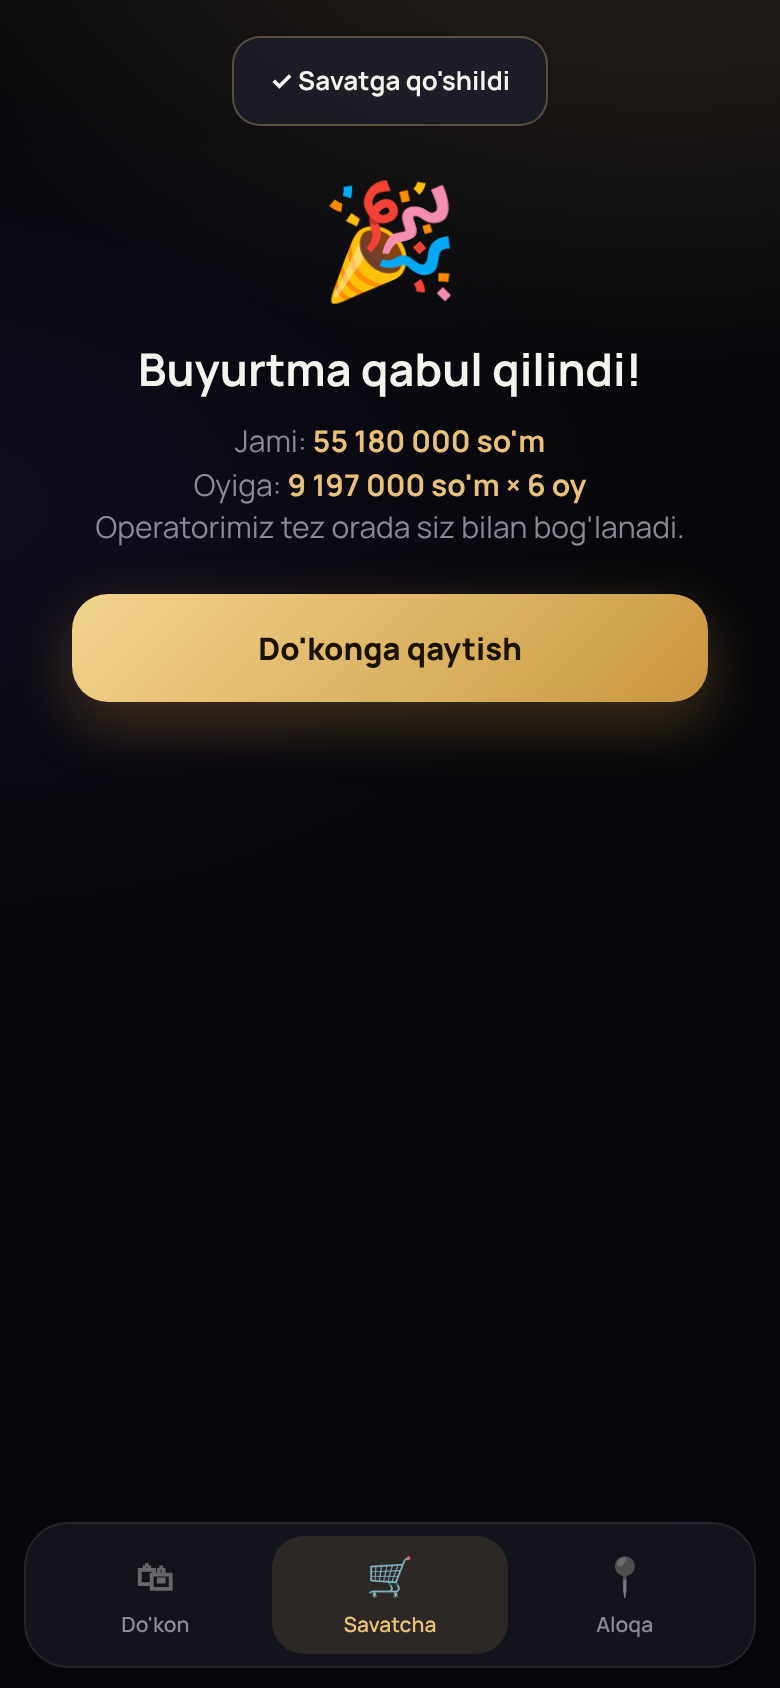 ✓ Savatga qo'shildi
Buyurtma qabul qilindi!
Jami: 55 180 000 so'm
Oyiga: 9 197 000 so'm × 6 oy
Operatorimiz tez orada siz bilan bog'lanadi.
Do'konga qaytish
Do'kon
Savatcha
Aloqa